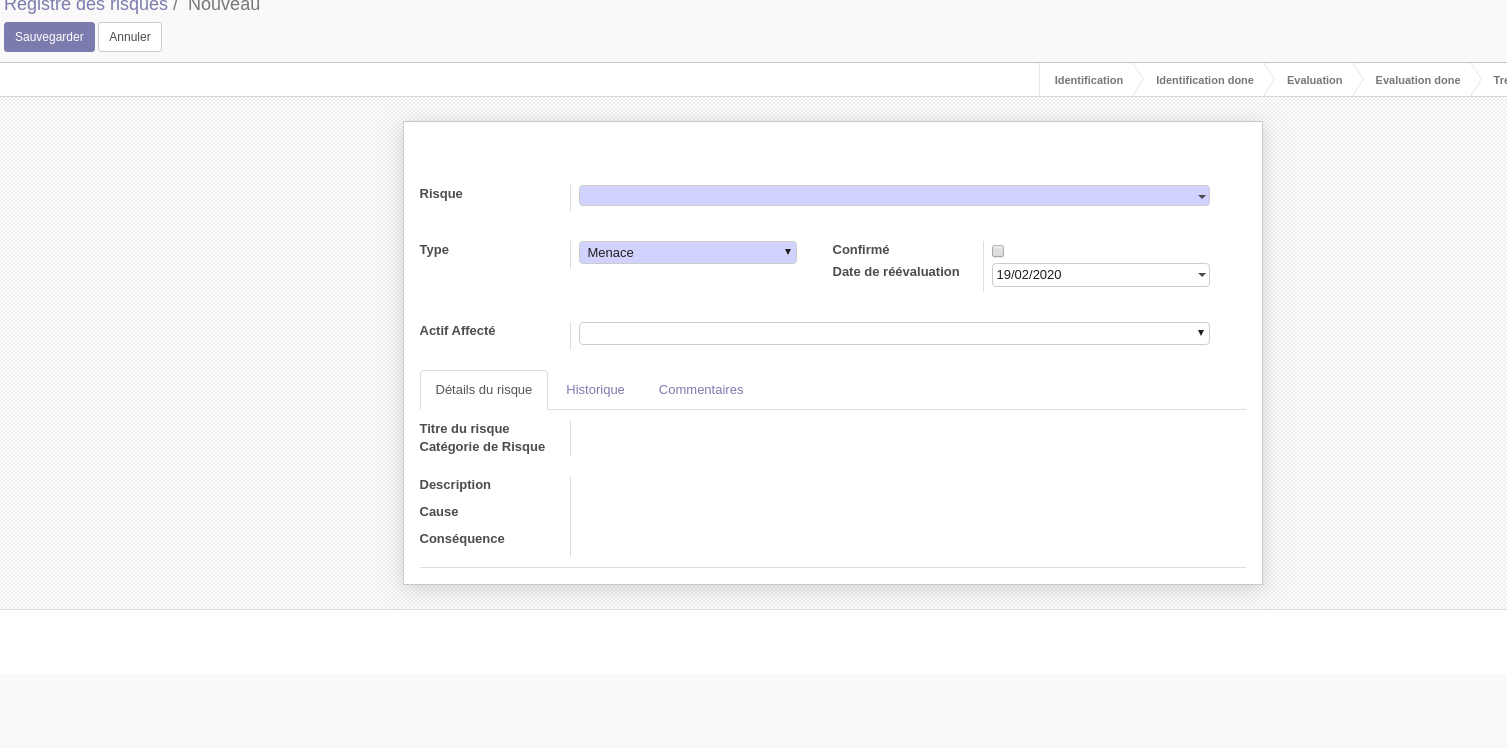 Registre des risques / Nouveau
Sauvegarder Annuler
Identification Identification done Evaluation Evaluation done
Risque
Type Menace Confirmé
Date de réévaluation 19/02/2020
Actif Affecté
Détails du risque Historique Commentaires
Titre du risque
Catégorie de Risque
Description
Cause
Conséquence